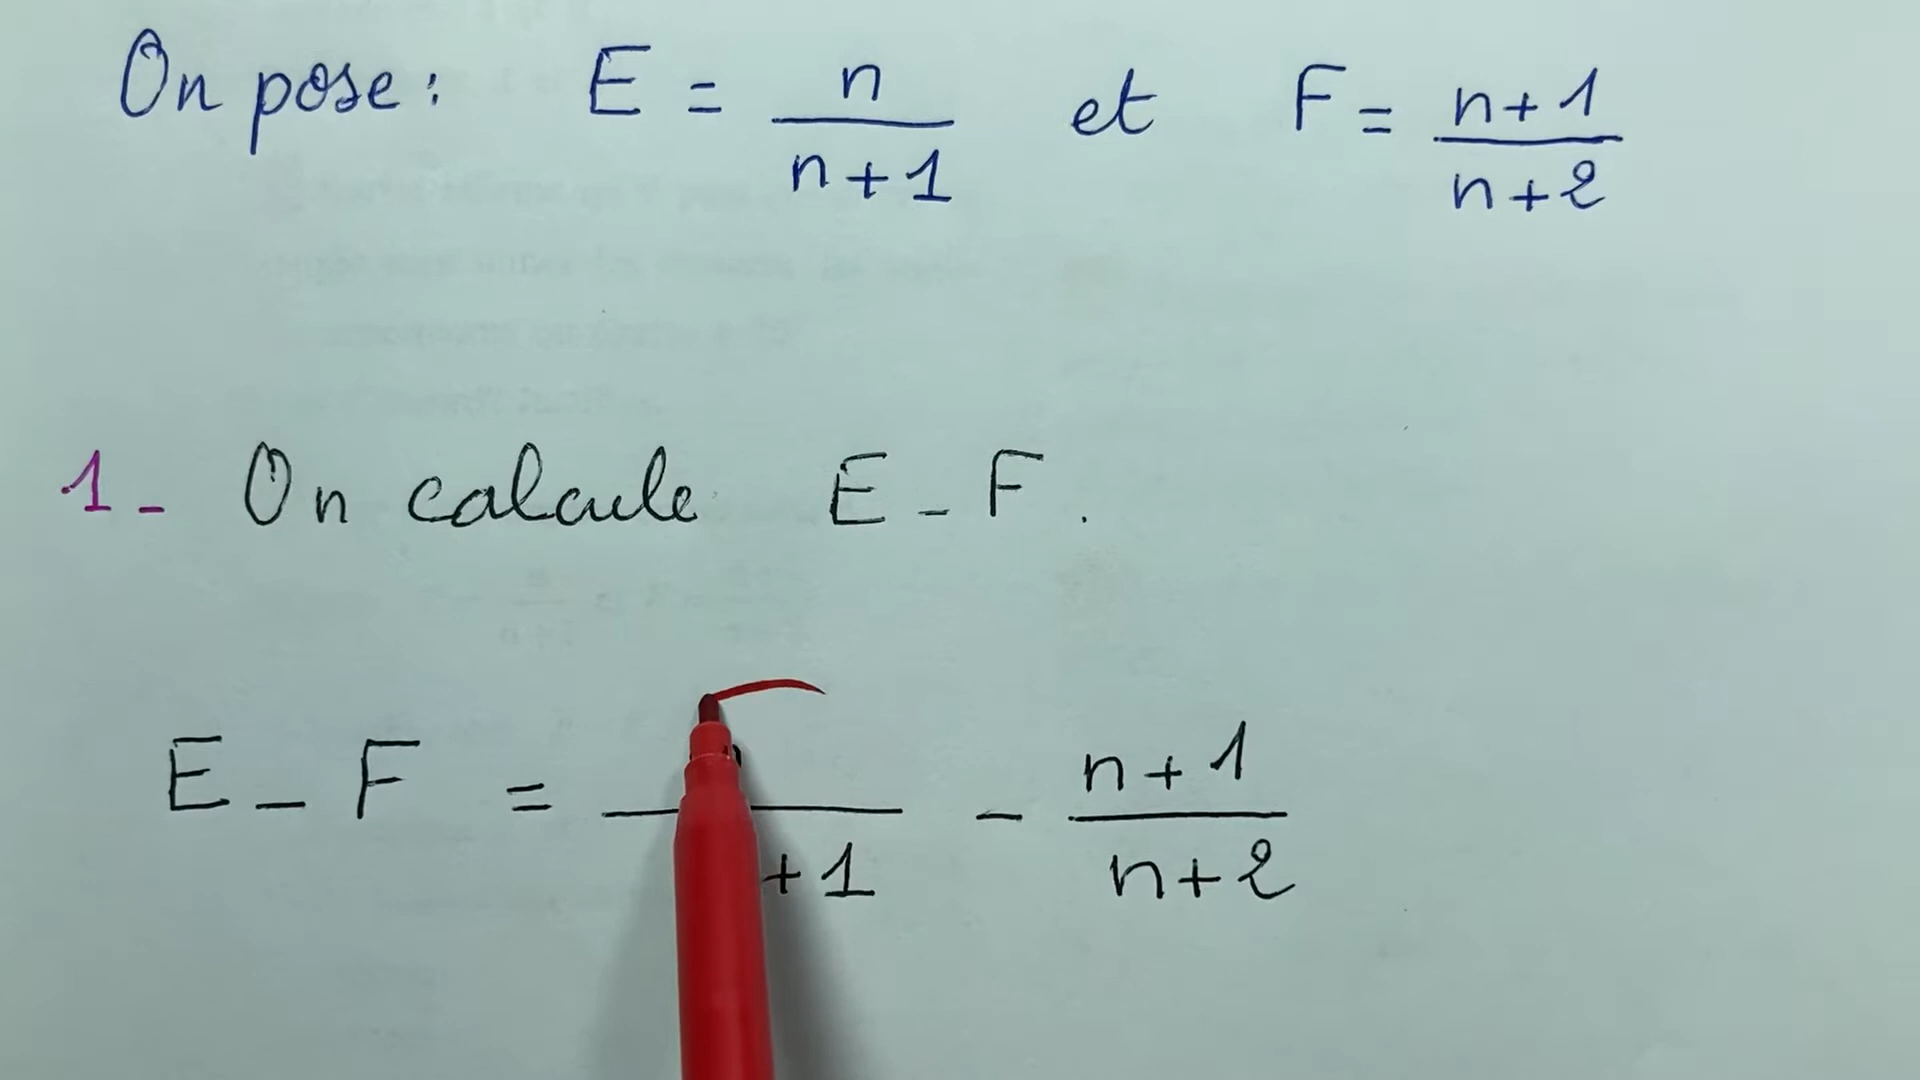 On pose : E = n/(n+1) et F = (n+1)/(n+2)
1- On calcule E - F.
E - F = n/(+1) - (n+1)/(n+2)